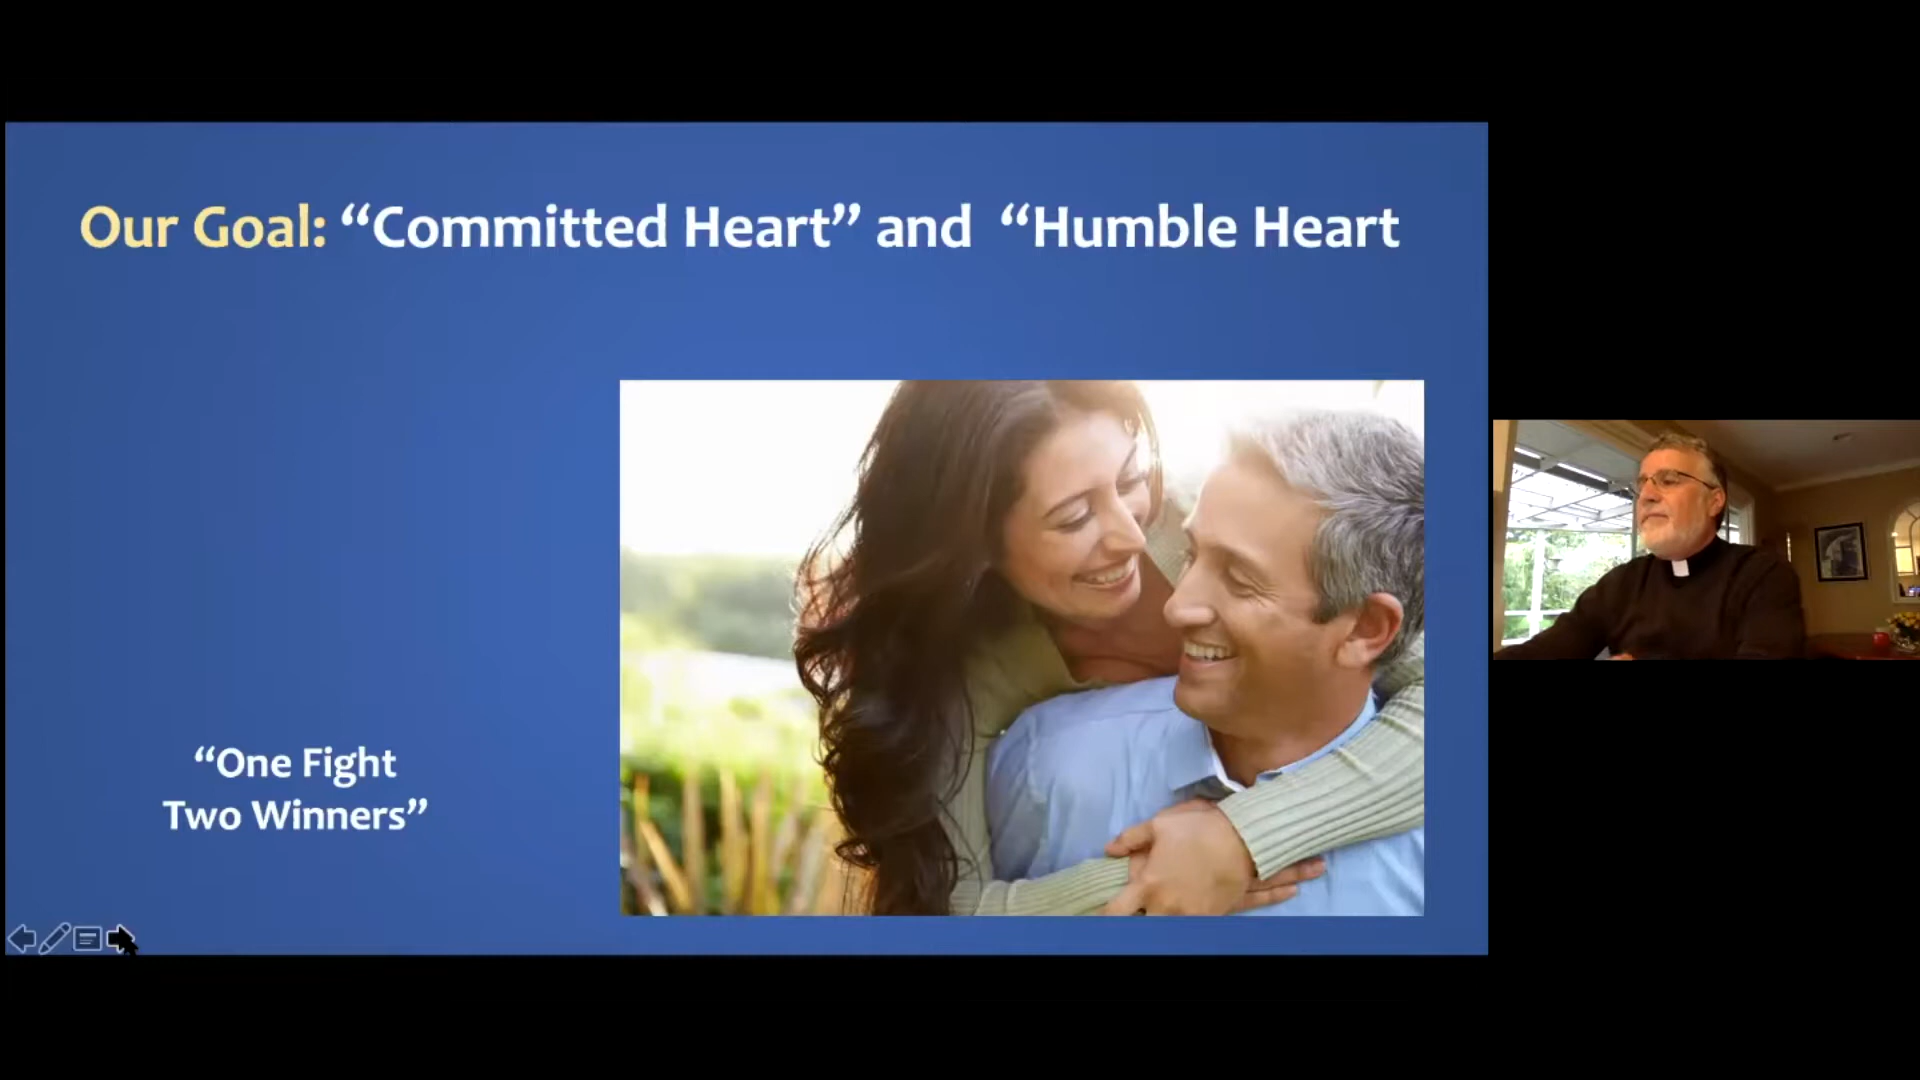 Our Goal: “Committed Heart” and “Humble Heart
“One Fight
Two Winners”